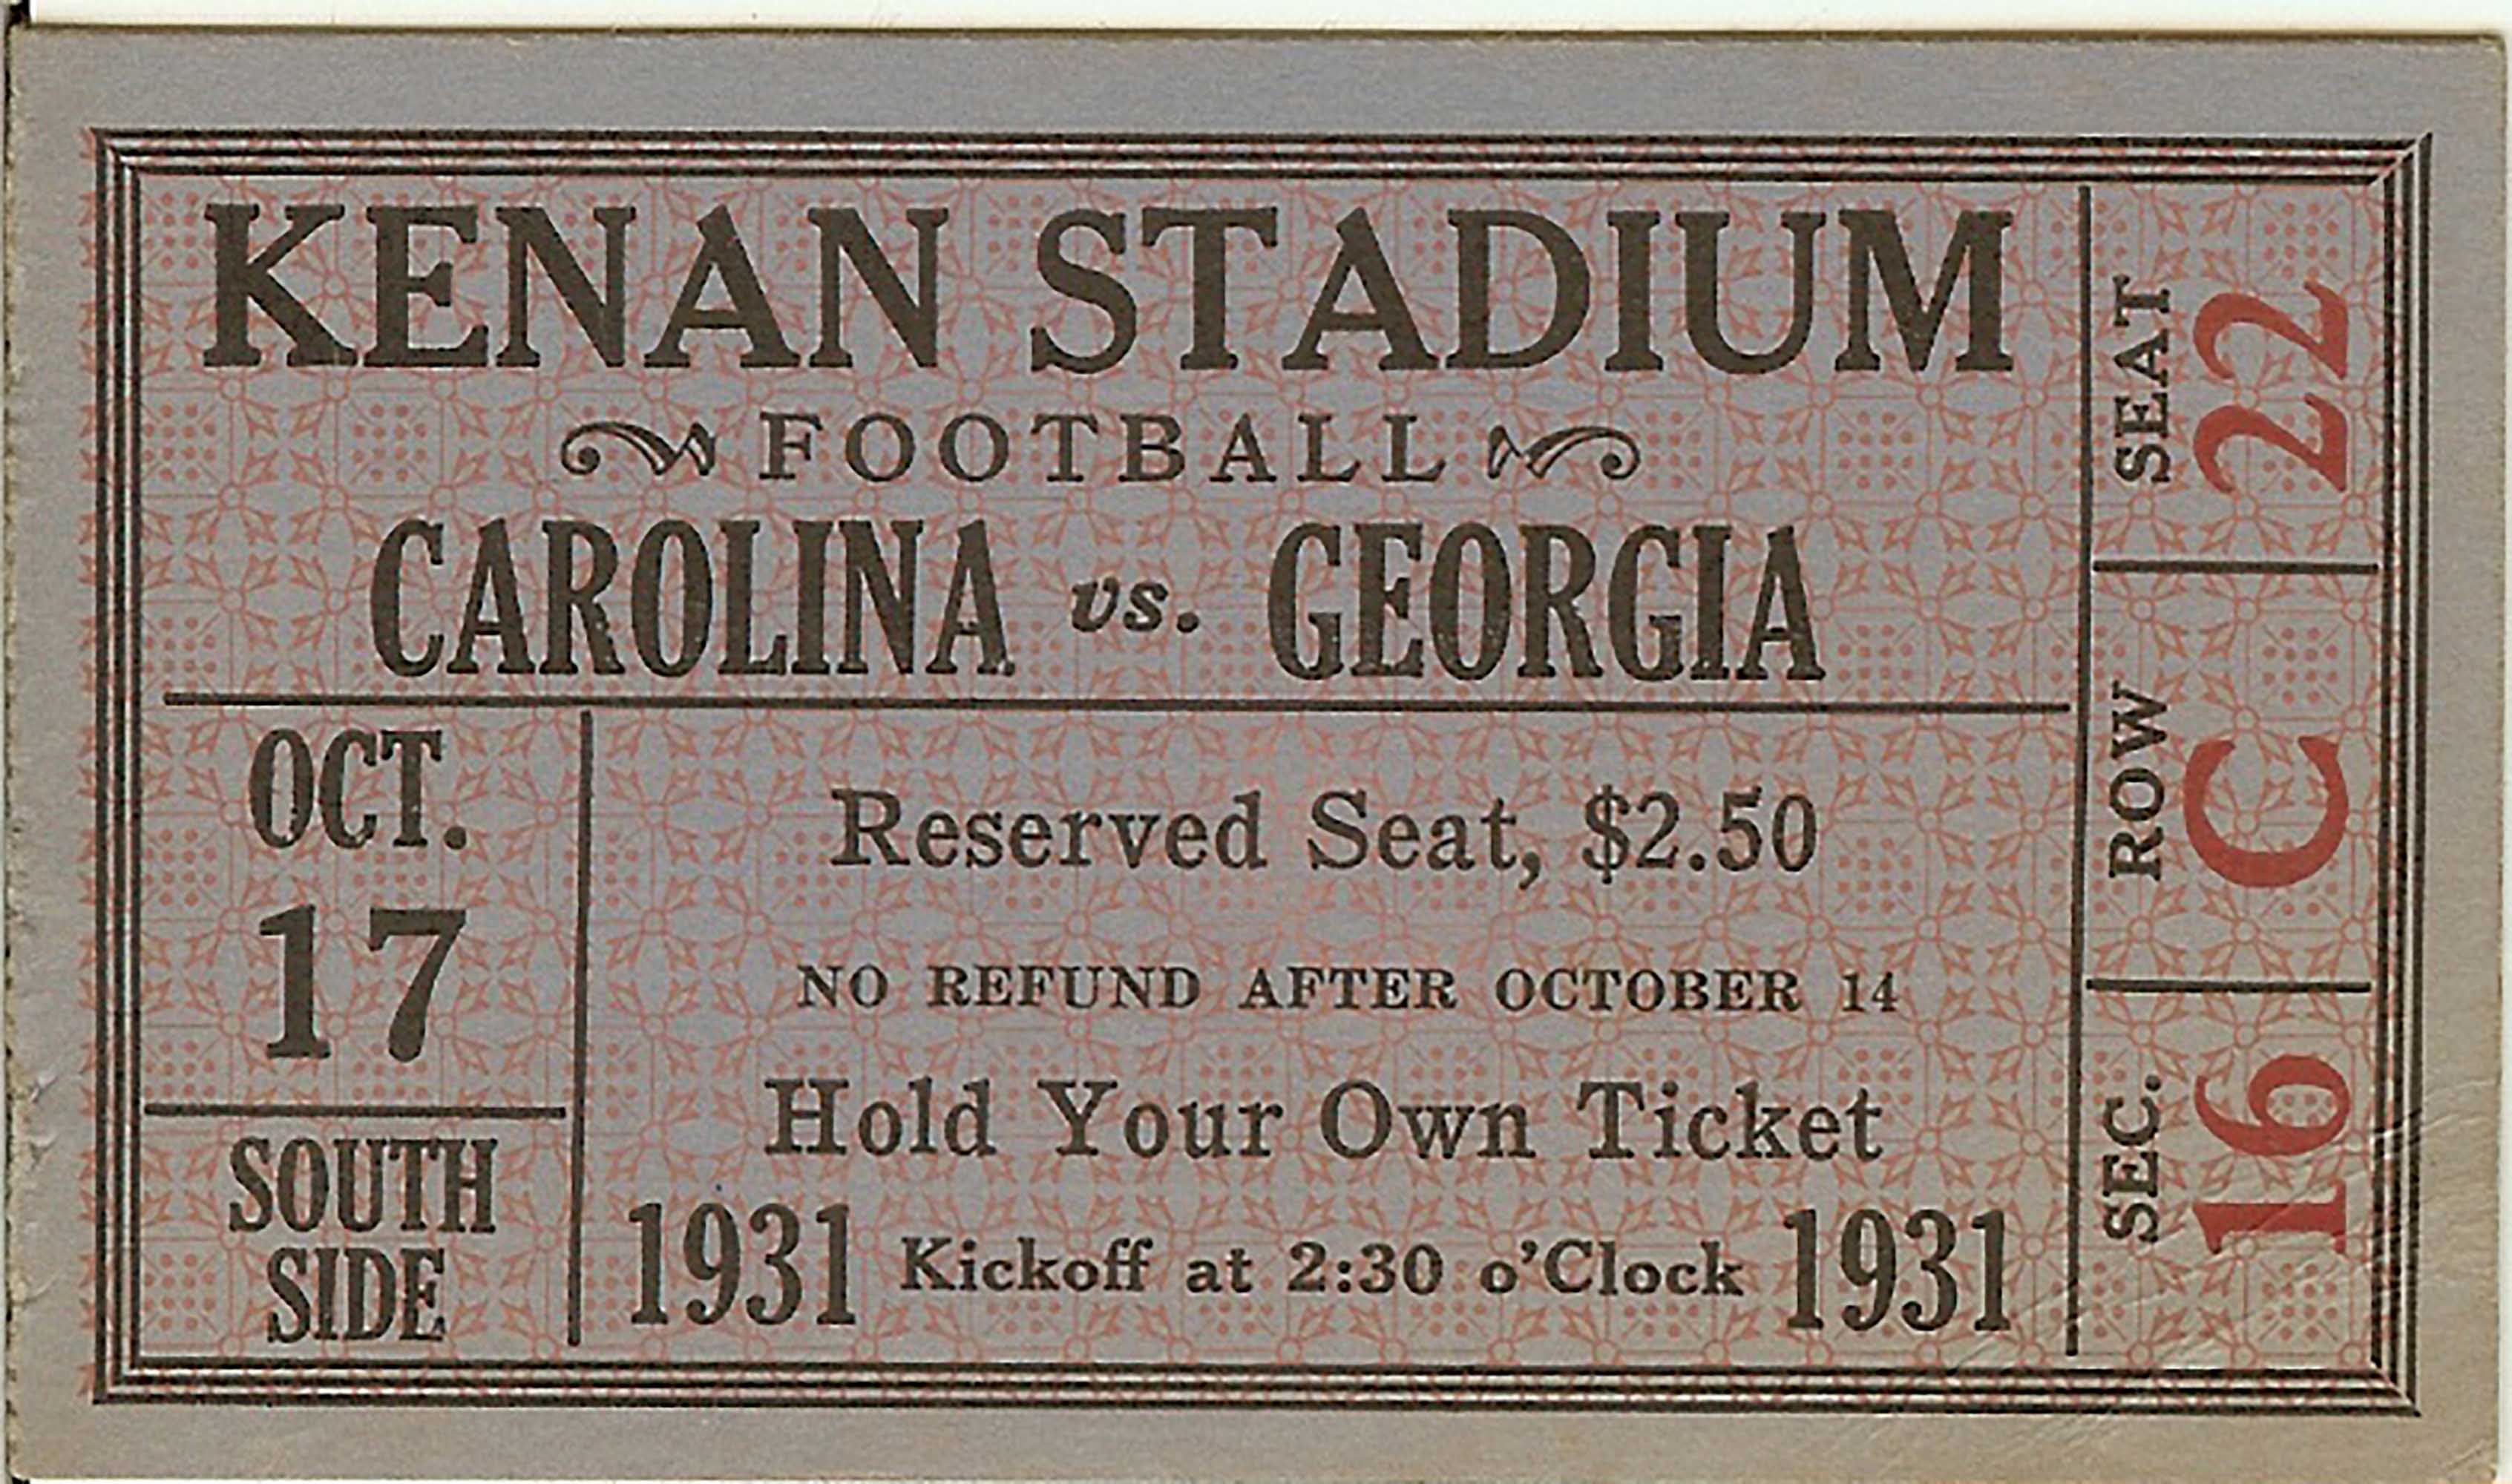 KENAN STADIUM
FOOTBALL
CAROLINA vs. GEORGIA
OCT.
17
SOUTH
SIDE
Reserved Seat, $2.50
NO REFUND AFTER OCTOBER 14
Hold Your Own Ticket
1931 Kickoff at 2:30 o'Clock 1931
SEC. ROW SEAT
16 C 22